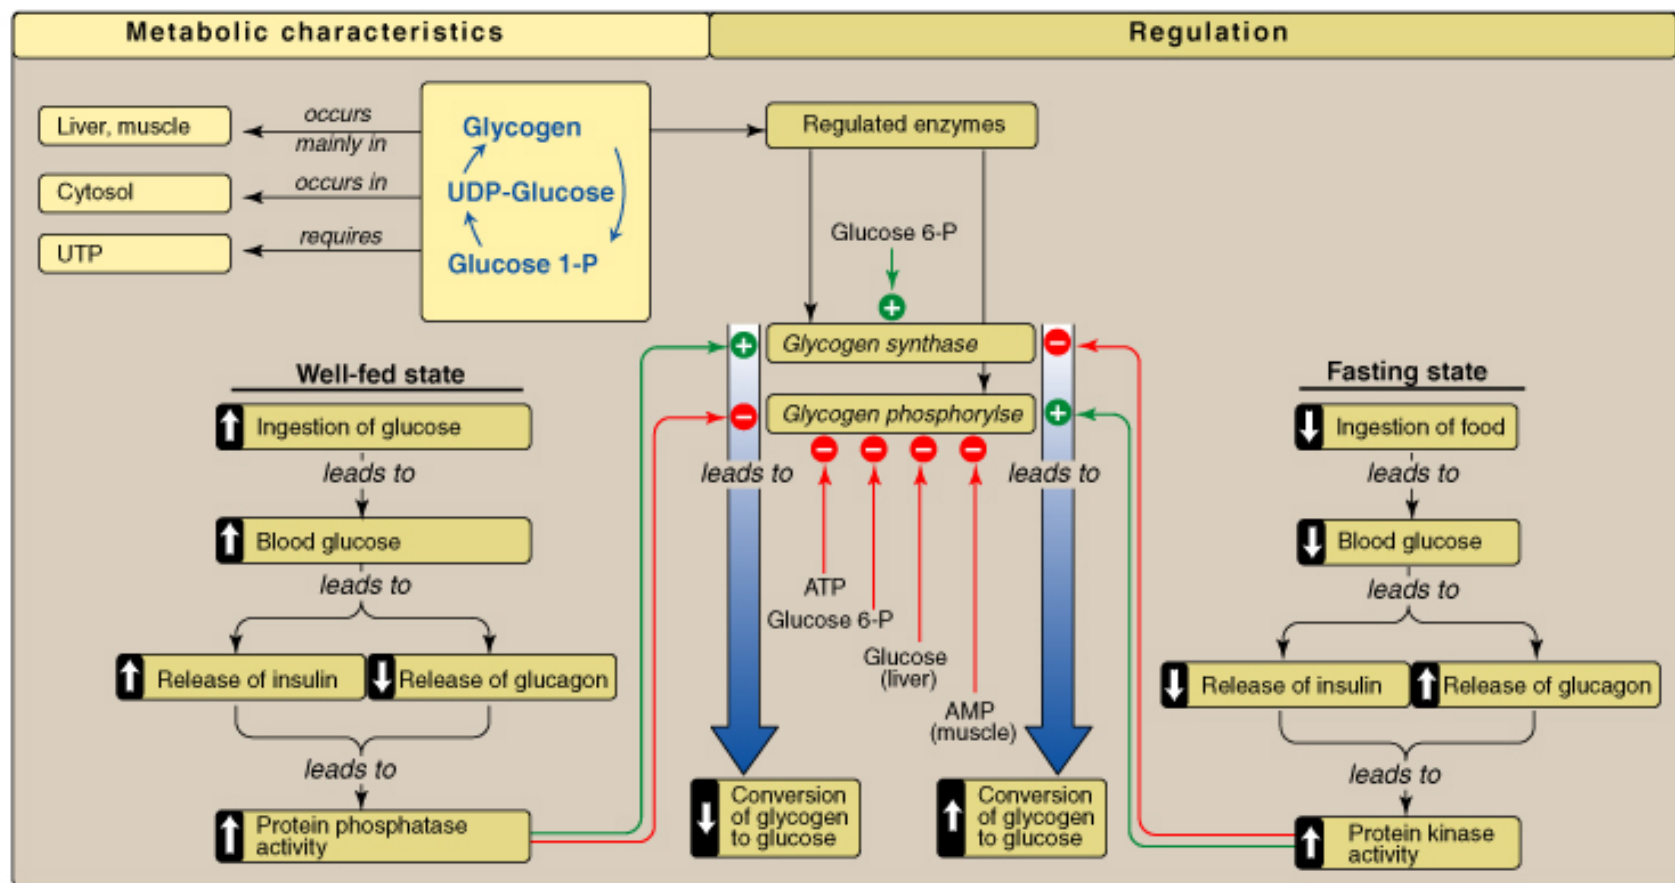 Metabolic characteristics
Regulation
Liver, muscle
occurs
mainly in
Cytosol
occurs in
UTP
requires
Glycogen
UDP-Glucose
Glucose 1-P
Regulated enzymes
Glucose 6-P
+
Glycogen synthase
+
−
Glycogen phosphorylse
−
+
− − − −
leads to
leads to
ATP
Glucose 6-P
Glucose
(liver)
AMP
(muscle)
Well-fed state
Ingestion of glucose
leads to
Blood glucose
leads to
Release of insulin
Release of glucagon
leads to
Protein phosphatase
activity
Conversion
of glycogen
to glucose
Conversion
of glycogen
to glucose
Fasting state
Ingestion of food
leads to
Blood glucose
leads to
Release of insulin
Release of glucagon
leads to
Protein kinase
activity